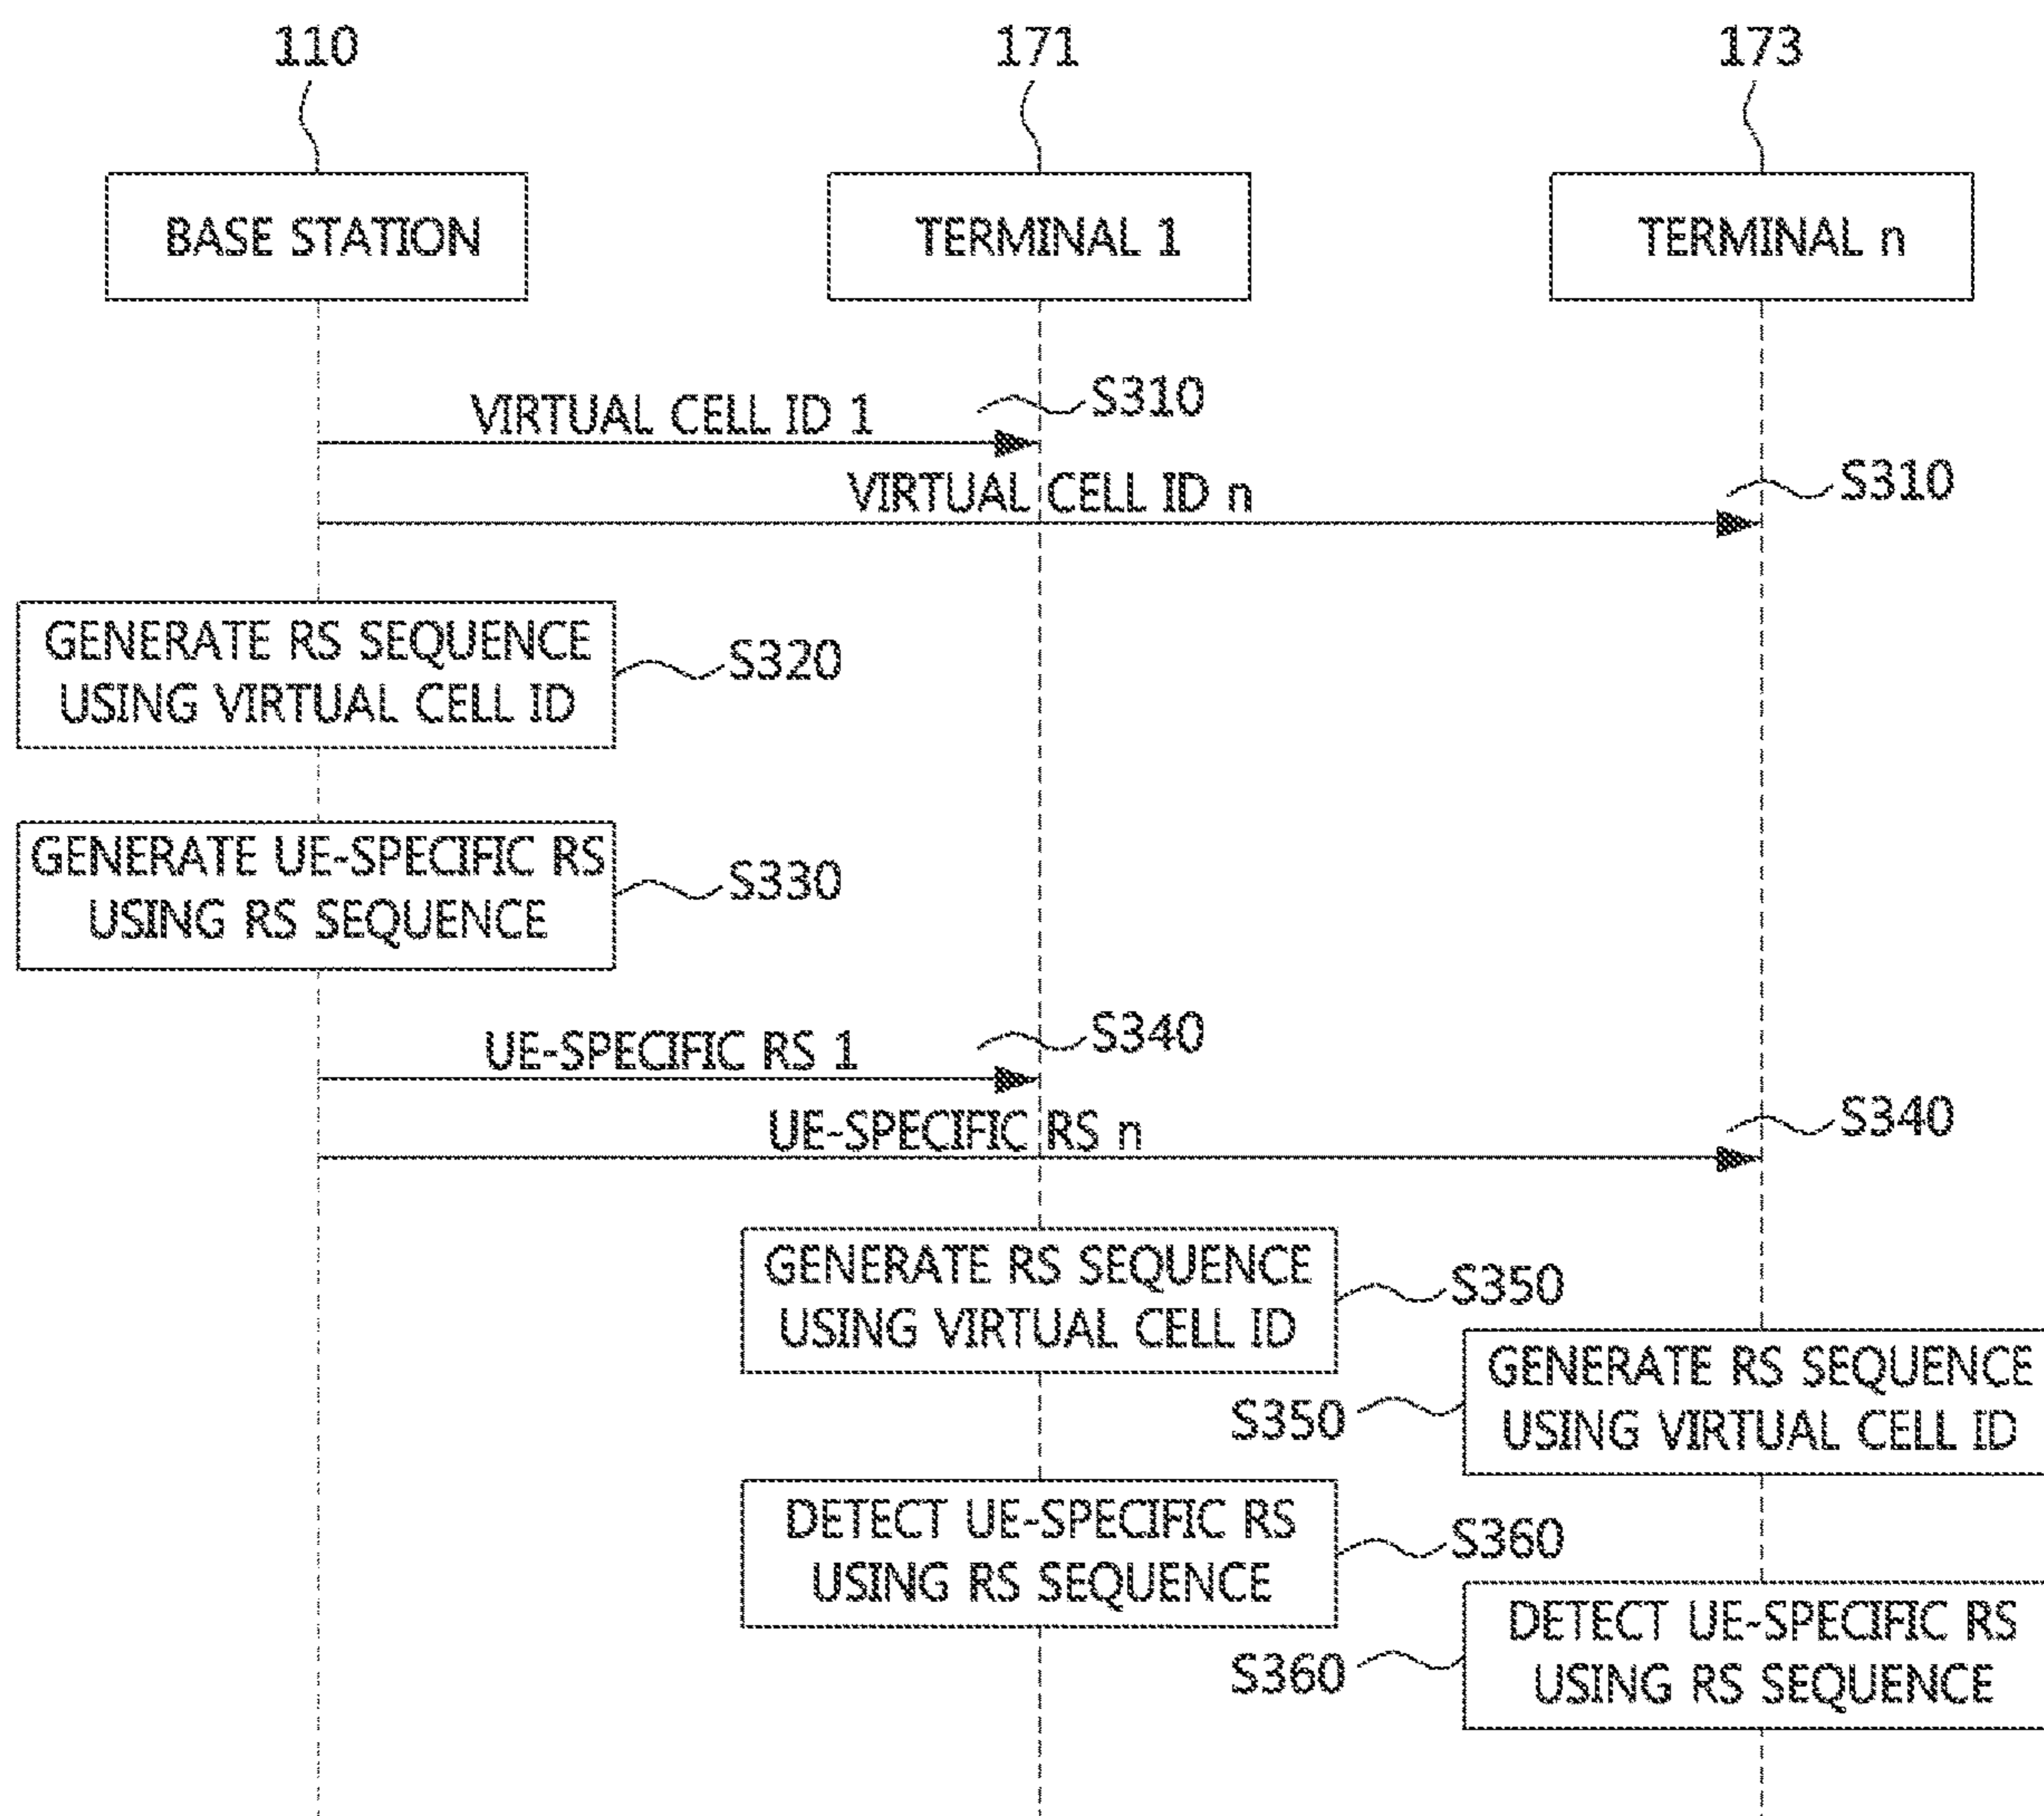 110
171
173
BASE STATION
TERMINAL 1
TERMINAL n
VIRTUAL CELL ID 1
S310
VIRTUAL CELL ID n
S310
GENERATE RS SEQUENCE
USING VIRTUAL CELL ID
S320
GENERATE UE-SPECIFIC RS
USING RS SEQUENCE
S330
UE-SPECIFIC RS 1
S340
UE-SPECIFIC RS n
S340
GENERATE RS SEQUENCE
USING VIRTUAL CELL ID
S350
GENERATE RS SEQUENCE
USING VIRTUAL CELL ID
S350
DETECT UE-SPECIFIC RS
USING RS SEQUENCE
S360
DETECT UE-SPECIFIC RS
USING RS SEQUENCE
S360